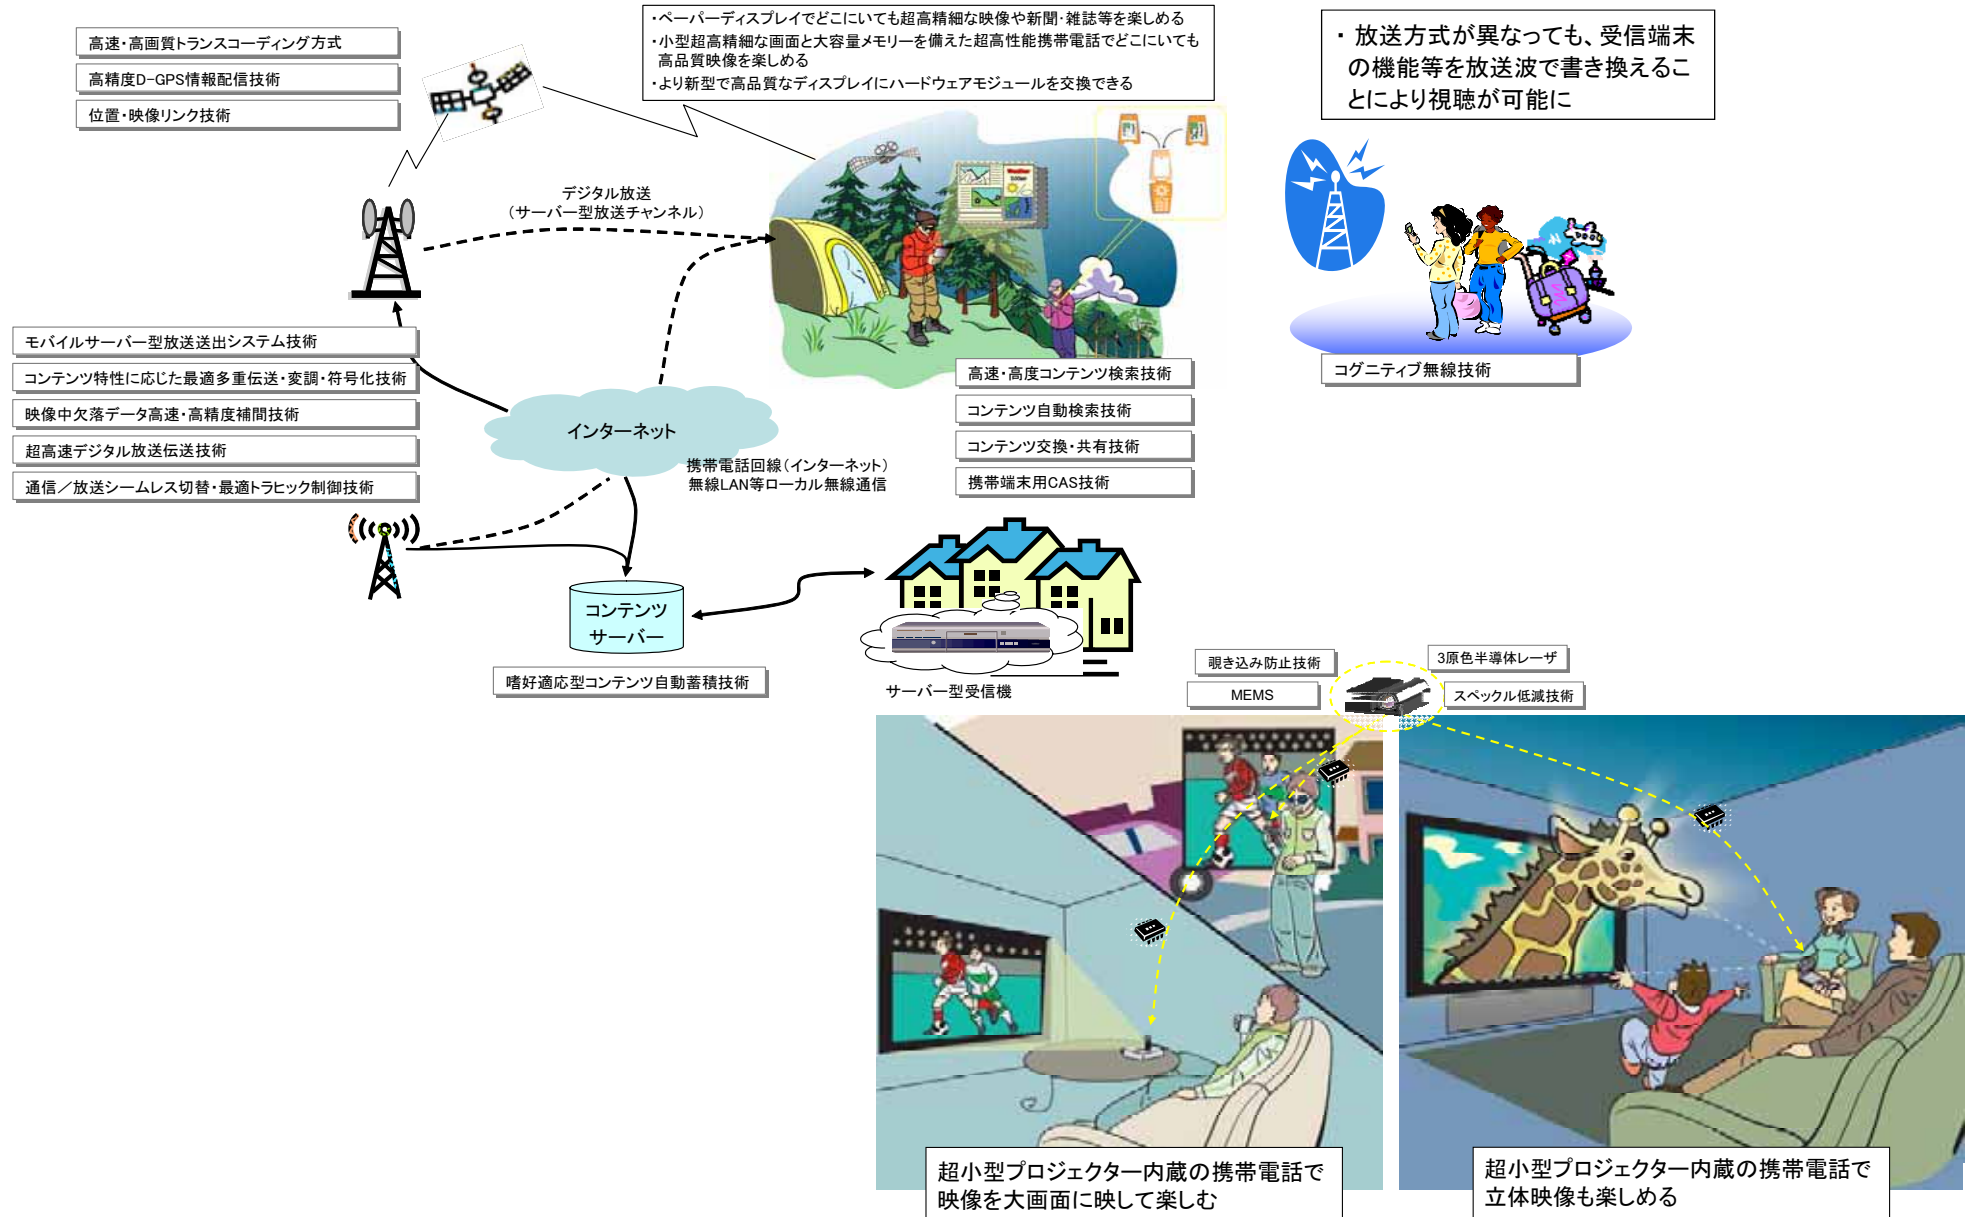 ・ペーパーディスプレイでどこにいても超高精細な映像や新聞・雑誌等を楽しめる
・小型超高精細な画面と大容量メモリーを備えた超高性能携帯電話でどこにいても
高品質映像を楽しめる
・より新型で高品質なディスプレイにハードウェアモジュールを交換できる
・ 放送方式が異なっても、受信端末
の機能等を放送波で書き換えるこ
とにより視聴が可能に
高速・高画質トランスコーディング方式
高精度D-GPS情報配信技術
位置・映像リンク技術
デジタル放送
（サーバー型放送チャンネル）
モバイルサーバー型放送送出システム技術
コンテンツ特性に応じた最適多重伝送・変調・符号化技術
映像中欠落データ高速・高精度補間技術
超高速デジタル放送伝送技術
通信／放送シームレス切替・最適トラヒック制御技術
インターネット
携帯電話回線（インターネット）
無線LAN等ローカル無線通信
高速・高度コンテンツ検索技術
コンテンツ自動検索技術
コンテンツ交換・共有技術
携帯端末用CAS技術
コグニティブ無線技術
コンテンツ
サーバー
嗜好適応型コンテンツ自動蓄積技術
サーバー型受信機
覗き込み防止技術
3原色半導体レーザ
MEMS
スペックル低減技術
超小型プロジェクター内蔵の携帯電話で
映像を大画面に映して楽しむ
超小型プロジェクター内蔵の携帯電話で
立体映像も楽しめる